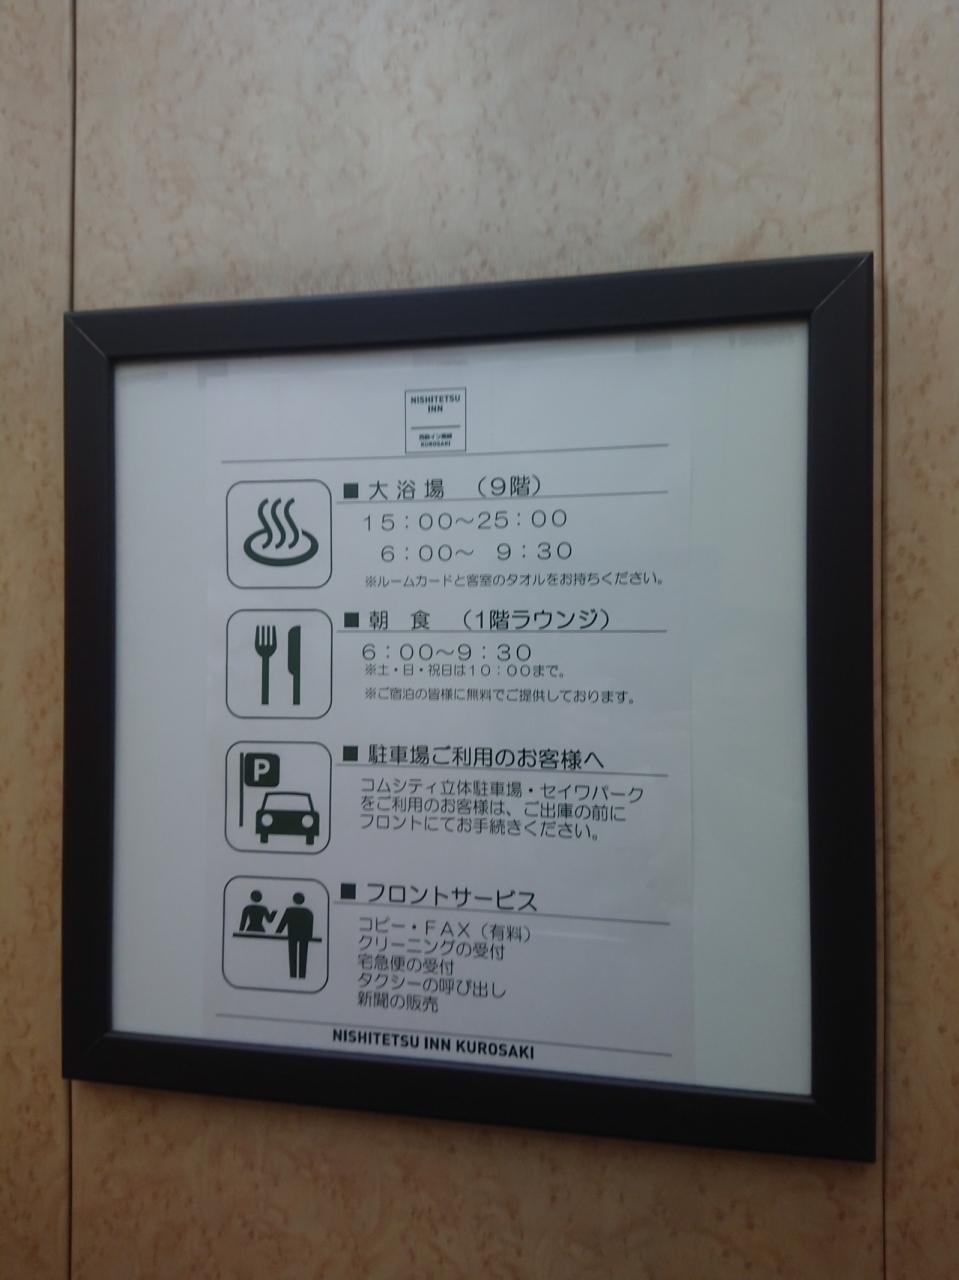 NISHITETSU
INN
西鉄イン黒崎
KUROSAKI
■ 大浴場 (9階)
15:00～25:00
6:00～ 9:30
※ルームカードと客室のタオルをお持ちください。
■ 朝 食 (1階ラウンジ)
6:00～9:30
※土・日・祝日は10:00まで。
※ご宿泊の皆様に無料でご提供しております。
P
■ 駐車場ご利用のお客様へ
コムシティ立体駐車場・セイワパーク
をご利用のお客様は、ご出庫の前に
フロントにてお手続きください。
■ フロントサービス
コピー・FAX(有料)
クリーニングの受付
宅急便の受付
タクシーの呼び出し
新聞の販売
NISHITETSU INN KUROSAKI